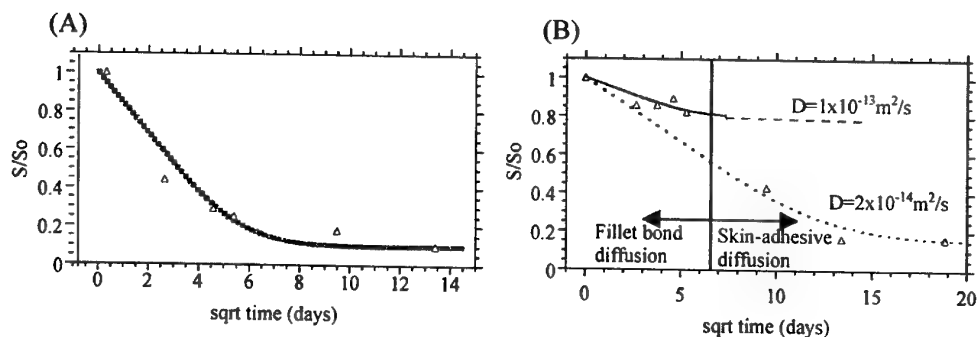 (A)
S/So
1
0.8
0.6
0.4
0.2
0
0 2 4 6 8 10 12 14
sqrt time (days)
(B)
S/So
1
0.8
0.6
0.4
0.2
0
D=1x10⁻¹³m²/s
D=2x10⁻¹⁴m²/s
Fillet bond
diffusion
Skin-adhesive
diffusion
0 5 10 15 20
sqrt time (days)